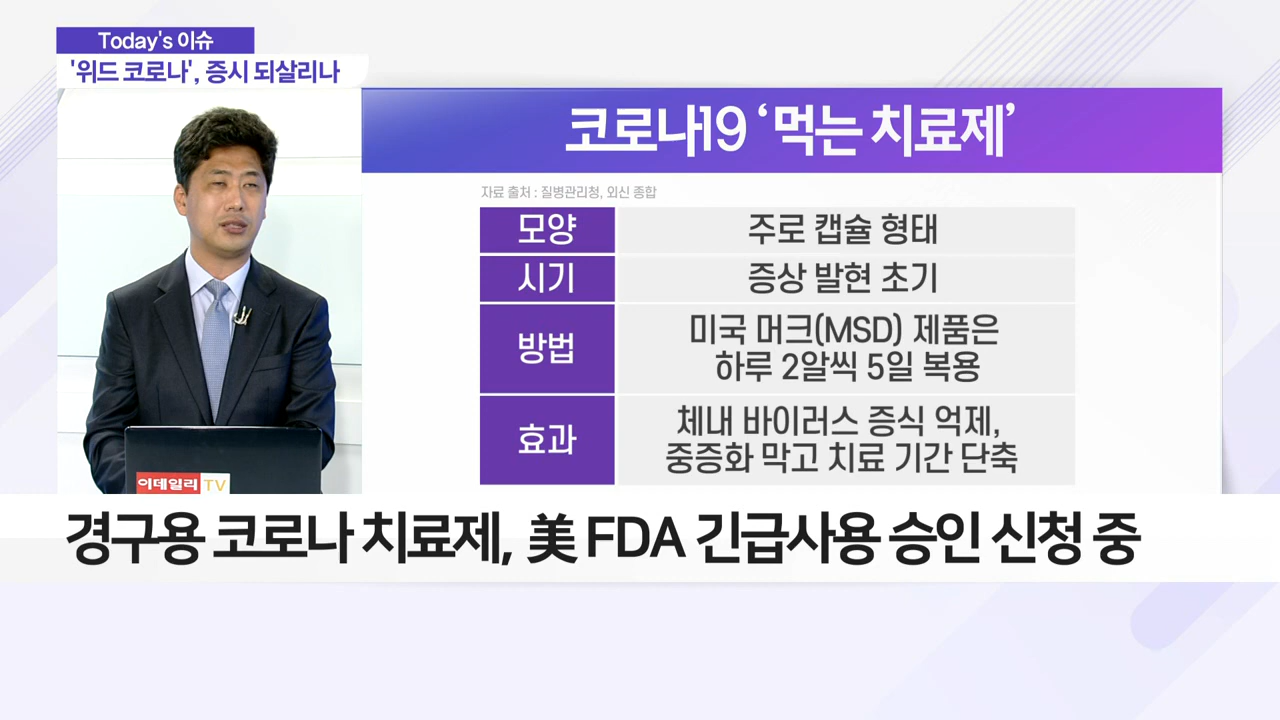 Today's 이슈
'위드 코로나', 증시 되살리나
코로나19 ‘먹는 치료제’
자료 출처 : 질병관리청, 외신 종합
모양 주로 캡슐 형태
시기 증상 발현 초기
방법 미국 머크(MSD) 제품은
하루 2알씩 5일 복용
효과 체내 바이러스 증식 억제,
중증화 막고 치료 기간 단축
이데일리 TV
경구용 코로나 치료제, 美 FDA 긴급사용 승인 신청 중